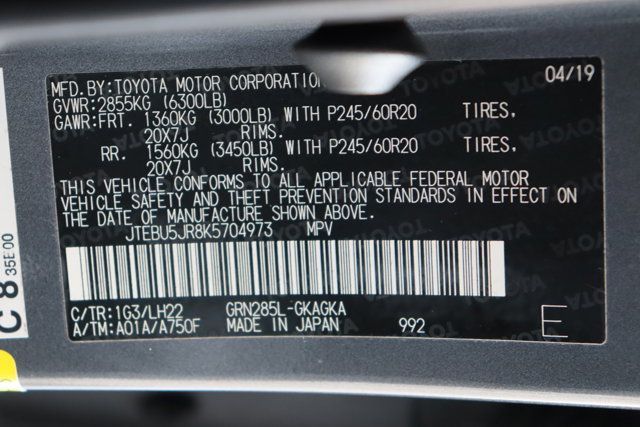 MFD.BY:TOYOTA MOTOR CORPORATION 04/19
GVWR:2855KG (6300LB)
GAWR:FRT. 1360KG (3000LB) WITH P245/60R20 TIRES,
20X7J RIMS.
RR. 1560KG (3450LB) WITH P245/60R20 TIRES,
20X7J RIMS.
THIS VEHICLE CONFORMS TO ALL APPLICABLE FEDERAL MOTOR
VEHICLE SAFETY AND THEFT PREVENTION STANDARDS IN EFFECT ON
THE DATE OF MANUFACTURE SHOWN ABOVE.
JTEBU5JR8K5704973 MPV
C/TR:1G3/LH22 GRN285L-GKAGKA
A/TM:A01A/A750F MADE IN JAPAN 992 E
C8
35E00